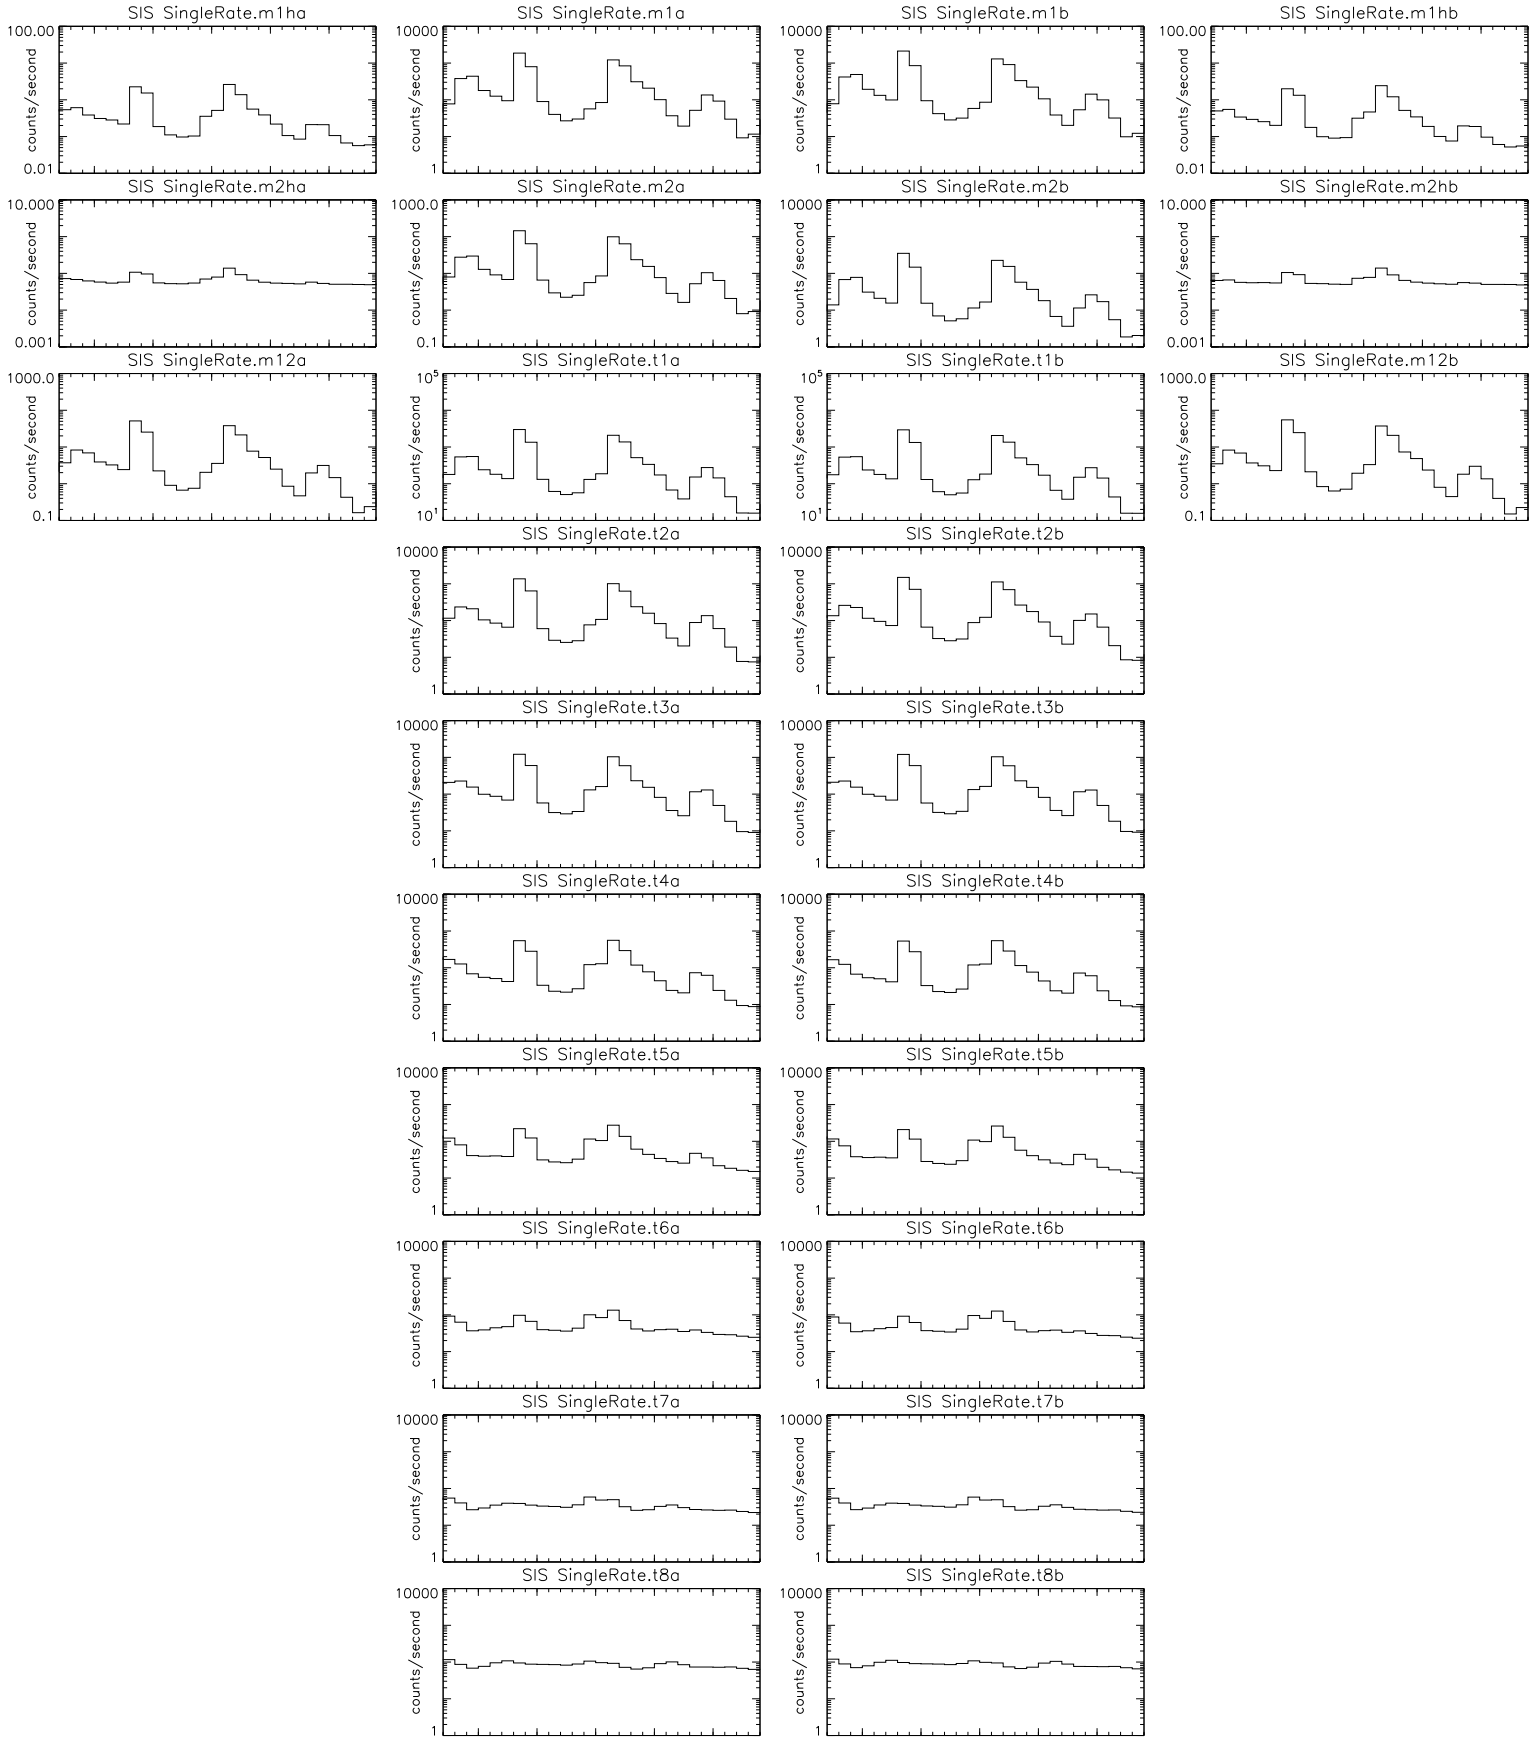 SIS SingleRate.m1ha
SIS SingleRate.m1a
SIS SingleRate.m1b
SIS SingleRate.m1hb
100.00
counts/second
0.01
10000
counts/second
1
10000
counts/second
1
100.00
counts/second
0.01
SIS SingleRate.m2ha
SIS SingleRate.m2a
SIS SingleRate.m2b
SIS SingleRate.m2hb
10.000
counts/second
0.001
1000.0
counts/second
0.1
10000
counts/second
1
10.000
counts/second
0.001
SIS SingleRate.m12a
SIS SingleRate.t1a
SIS SingleRate.t1b
SIS SingleRate.m12b
1000.0
counts/second
0.1
10⁵
counts/second
10¹
10⁵
counts/second
10¹
1000.0
counts/second
0.1
SIS SingleRate.t2a
SIS SingleRate.t2b
10000
counts/second
1
10000
counts/second
1
SIS SingleRate.t3a
SIS SingleRate.t3b
10000
counts/second
1
10000
counts/second
1
SIS SingleRate.t4a
SIS SingleRate.t4b
10000
counts/second
1
10000
counts/second
1
SIS SingleRate.t5a
SIS SingleRate.t5b
10000
counts/second
1
10000
counts/second
1
SIS SingleRate.t6a
SIS SingleRate.t6b
10000
counts/second
1
10000
counts/second
1
SIS SingleRate.t7a
SIS SingleRate.t7b
10000
counts/second
1
10000
counts/second
1
SIS SingleRate.t8a
SIS SingleRate.t8b
10000
counts/second
1
10000
counts/second
1